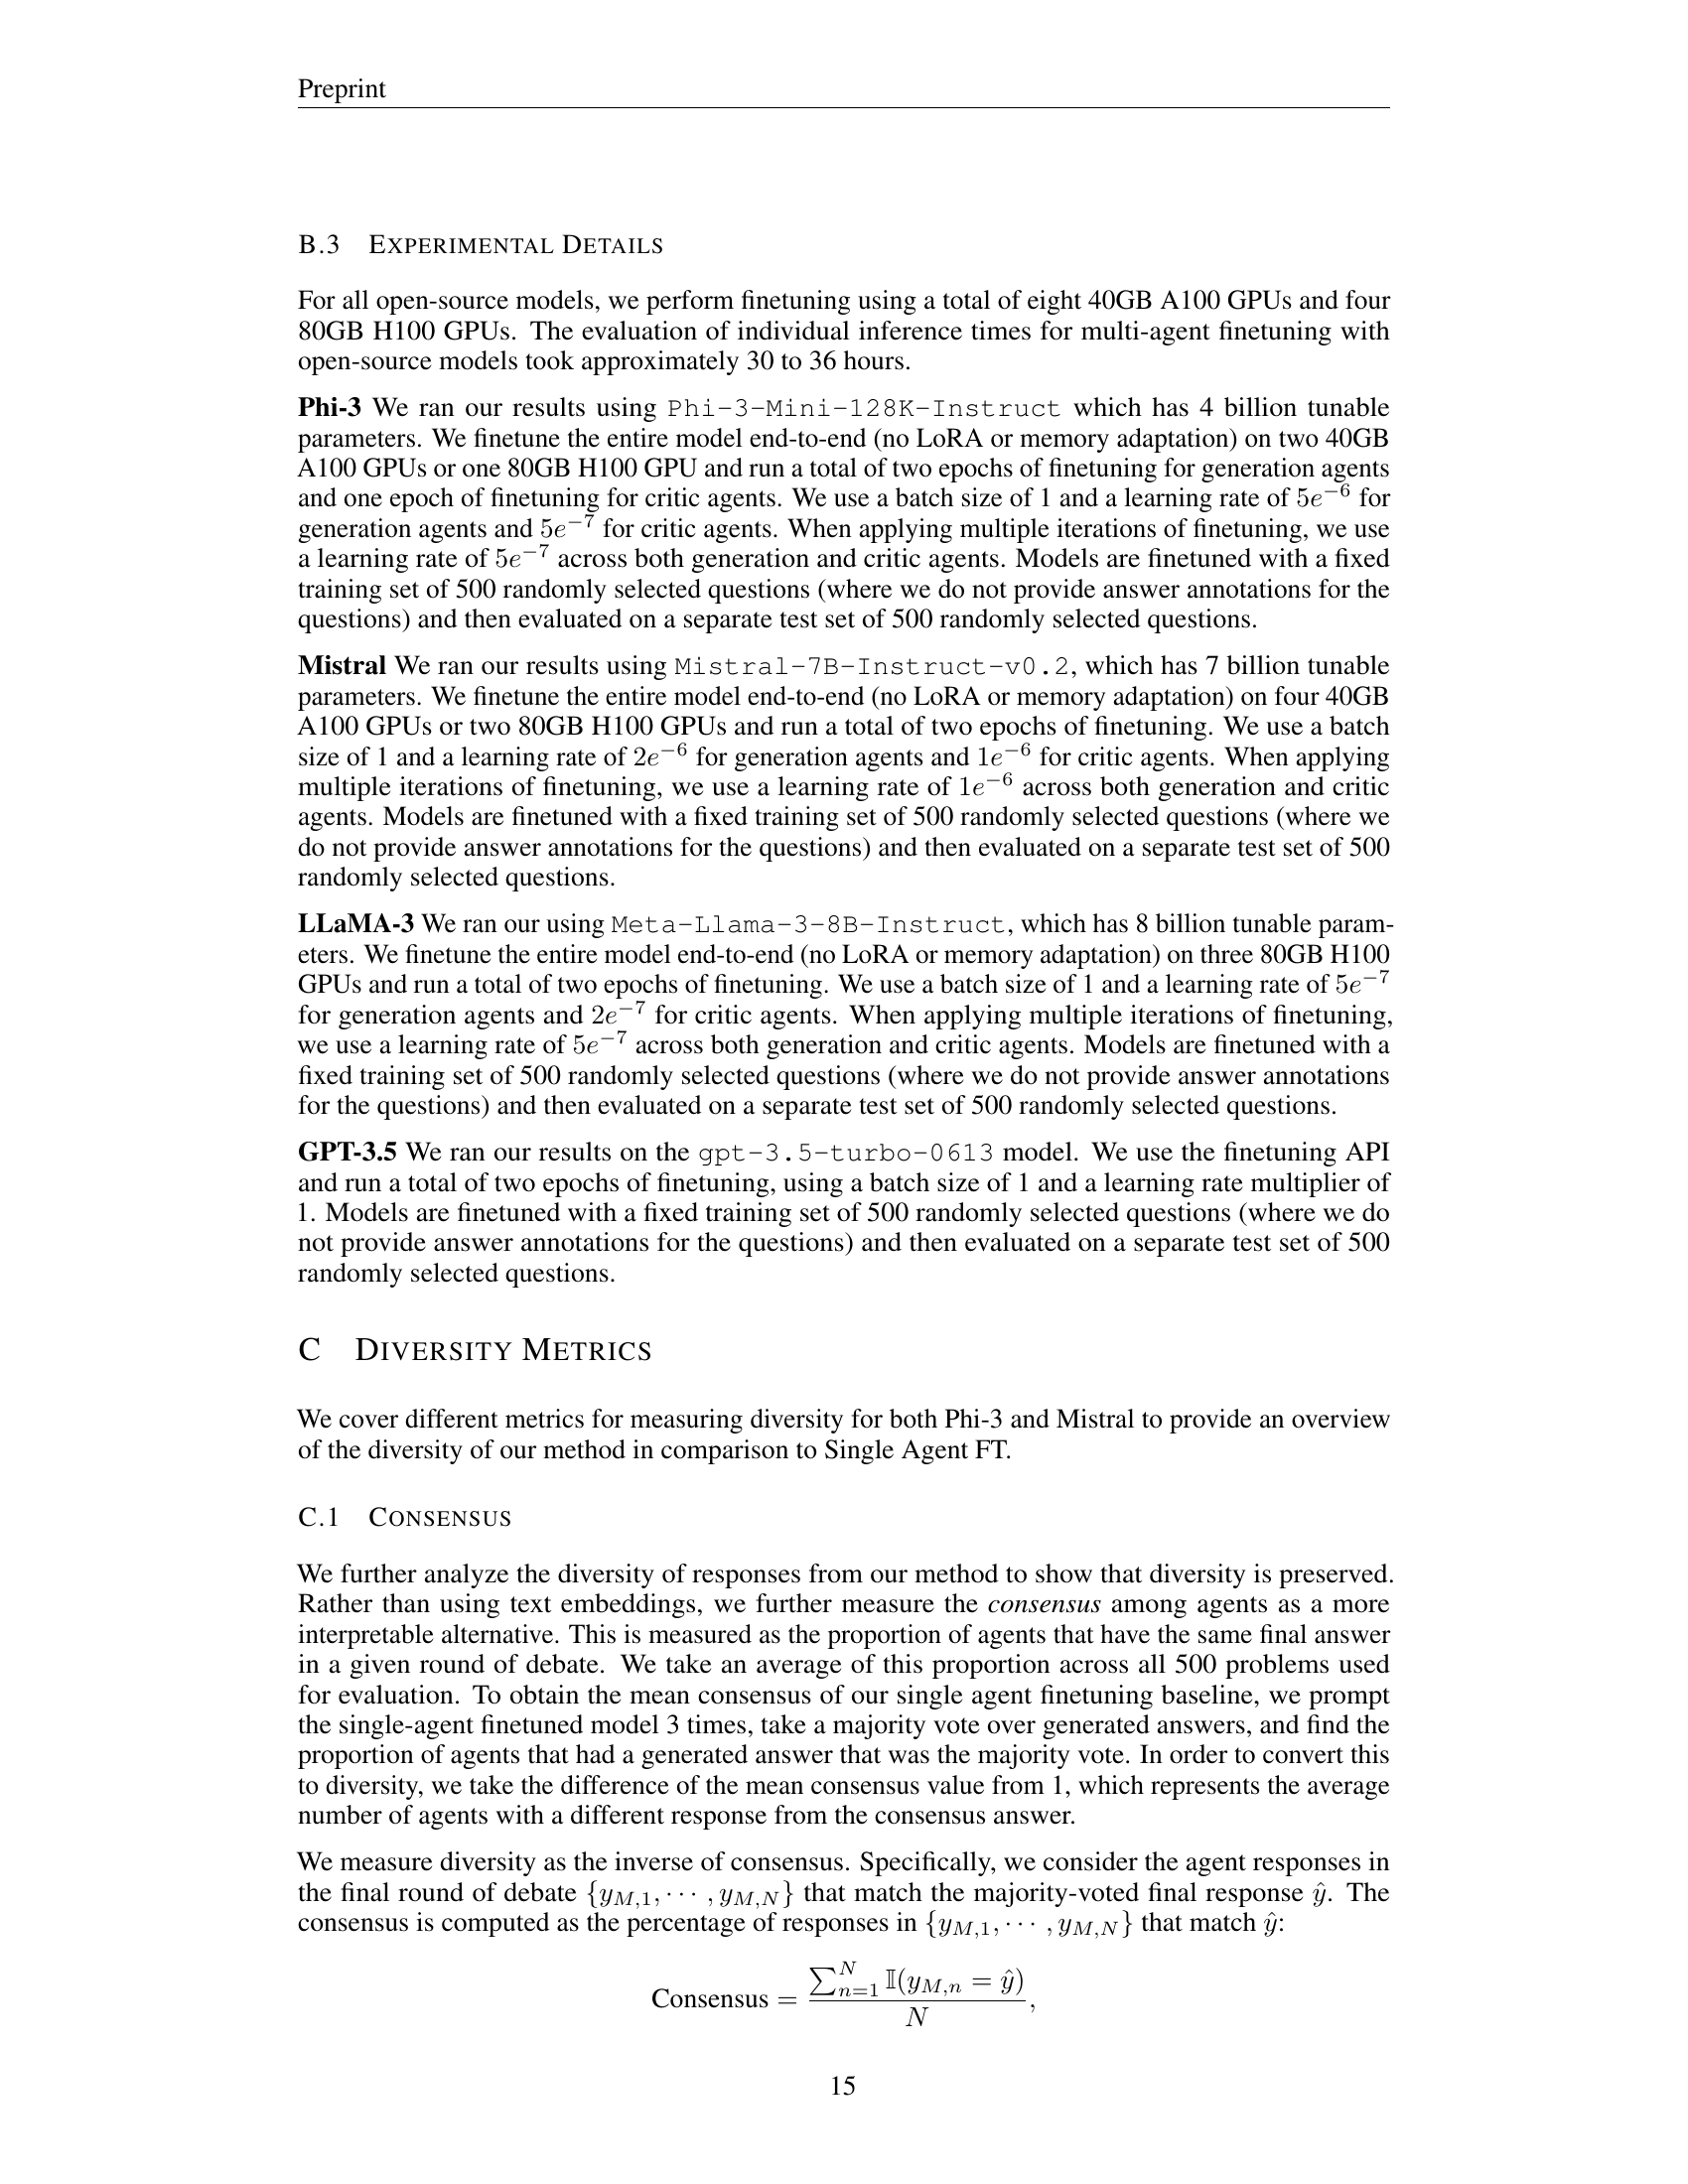 Preprint
B.3 EXPERIMENTAL DETAILS
For all open-source models, we perform finetuning using a total of eight 40GB A100 GPUs and four
80GB H100 GPUs. The evaluation of individual inference times for multi-agent finetuning with
open-source models took approximately 30 to 36 hours.
Phi-3 We ran our results using Phi-3-Mini-128K-Instruct which has 4 billion tunable
parameters. We finetune the entire model end-to-end (no LoRA or memory adaptation) on two 40GB
A100 GPUs or one 80GB H100 GPU and run a total of two epochs of finetuning for generation agents
and one epoch of finetuning for critic agents. We use a batch size of 1 and a learning rate of $5e^{-6}$ for
generation agents and $5e^{-7}$ for critic agents. When applying multiple iterations of finetuning, we use
a learning rate of $5e^{-7}$ across both generation and critic agents. Models are finetuned with a fixed
training set of 500 randomly selected questions (where we do not provide answer annotations for the
questions) and then evaluated on a separate test set of 500 randomly selected questions.
Mistral We ran our results using Mistral-7B-Instruct-v0.2, which has 7 billion tunable
parameters. We finetune the entire model end-to-end (no LoRA or memory adaptation) on four 40GB
A100 GPUs or two 80GB H100 GPUs and run a total of two epochs of finetuning. We use a batch
size of 1 and a learning rate of $2e^{-6}$ for generation agents and $1e^{-6}$ for critic agents. When applying
multiple iterations of finetuning, we use a learning rate of $1e^{-6}$ across both generation and critic
agents. Models are finetuned with a fixed training set of 500 randomly selected questions (where we
do not provide answer annotations for the questions) and then evaluated on a separate test set of 500
randomly selected questions.
LLaMA-3 We ran our using Meta-Llama-3-8B-Instruct, which has 8 billion tunable param-
eters. We finetune the entire model end-to-end (no LoRA or memory adaptation) on three 80GB H100
GPUs and run a total of two epochs of finetuning. We use a batch size of 1 and a learning rate of $5e^{-7}$
for generation agents and $2e^{-7}$ for critic agents. When applying multiple iterations of finetuning,
we use a learning rate of $5e^{-7}$ across both generation and critic agents. Models are finetuned with a
fixed training set of 500 randomly selected questions (where we do not provide answer annotations
for the questions) and then evaluated on a separate test set of 500 randomly selected questions.
GPT-3.5 We ran our results on the gpt-3.5-turbo-0613 model. We use the finetuning API
and run a total of two epochs of finetuning, using a batch size of 1 and a learning rate multiplier of
1. Models are finetuned with a fixed training set of 500 randomly selected questions (where we do
not provide answer annotations for the questions) and then evaluated on a separate test set of 500
randomly selected questions.
C DIVERSITY METRICS
We cover different metrics for measuring diversity for both Phi-3 and Mistral to provide an overview
of the diversity of our method in comparison to Single Agent FT.
C.1 CONSENSUS
We further analyze the diversity of responses from our method to show that diversity is preserved.
Rather than using text embeddings, we further measure the consensus among agents as a more
interpretable alternative. This is measured as the proportion of agents that have the same final answer
in a given round of debate. We take an average of this proportion across all 500 problems used
for evaluation. To obtain the mean consensus of our single agent finetuning baseline, we prompt
the single-agent finetuned model 3 times, take a majority vote over generated answers, and find the
proportion of agents that had a generated answer that was the majority vote. In order to convert this
to diversity, we take the difference of the mean consensus value from 1, which represents the average
number of agents with a different response from the consensus answer.
We measure diversity as the inverse of consensus. Specifically, we consider the agent responses in
the final round of debate $\{y_{M,1}, \cdots, y_{M,N}\}$ that match the majority-voted final response $\hat{y}$. The
consensus is computed as the percentage of responses in $\{y_{M,1}, \cdots, y_{M,N}\}$ that match $\hat{y}$:
$\text{Consensus} = \frac{\sum_{n=1}^{N} \mathbb{I}(y_{M,n} = \hat{y})}{N},$
15